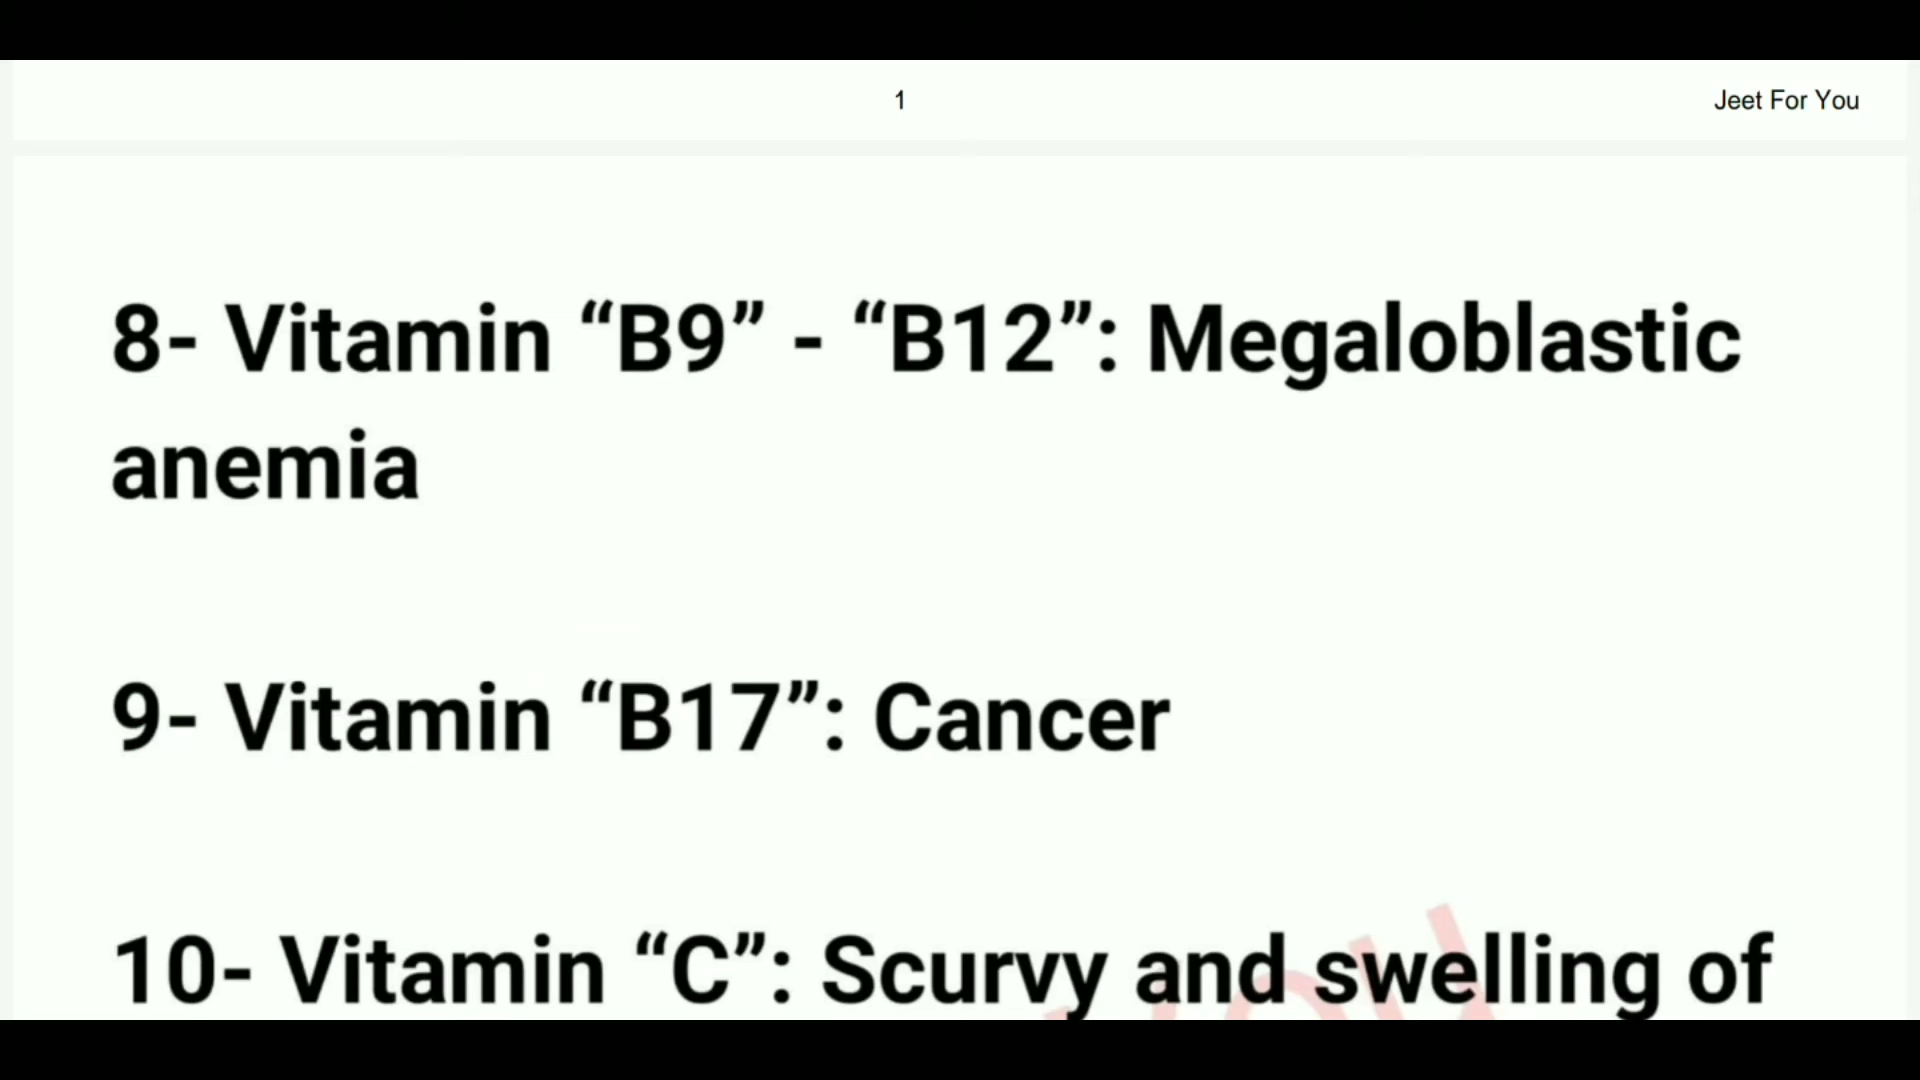 1
Jeet For You
8- Vitamin “B9” - “B12”: Megaloblastic
anemia
9- Vitamin “B17”: Cancer
10- Vitamin “C”: Scurvy and swelling of